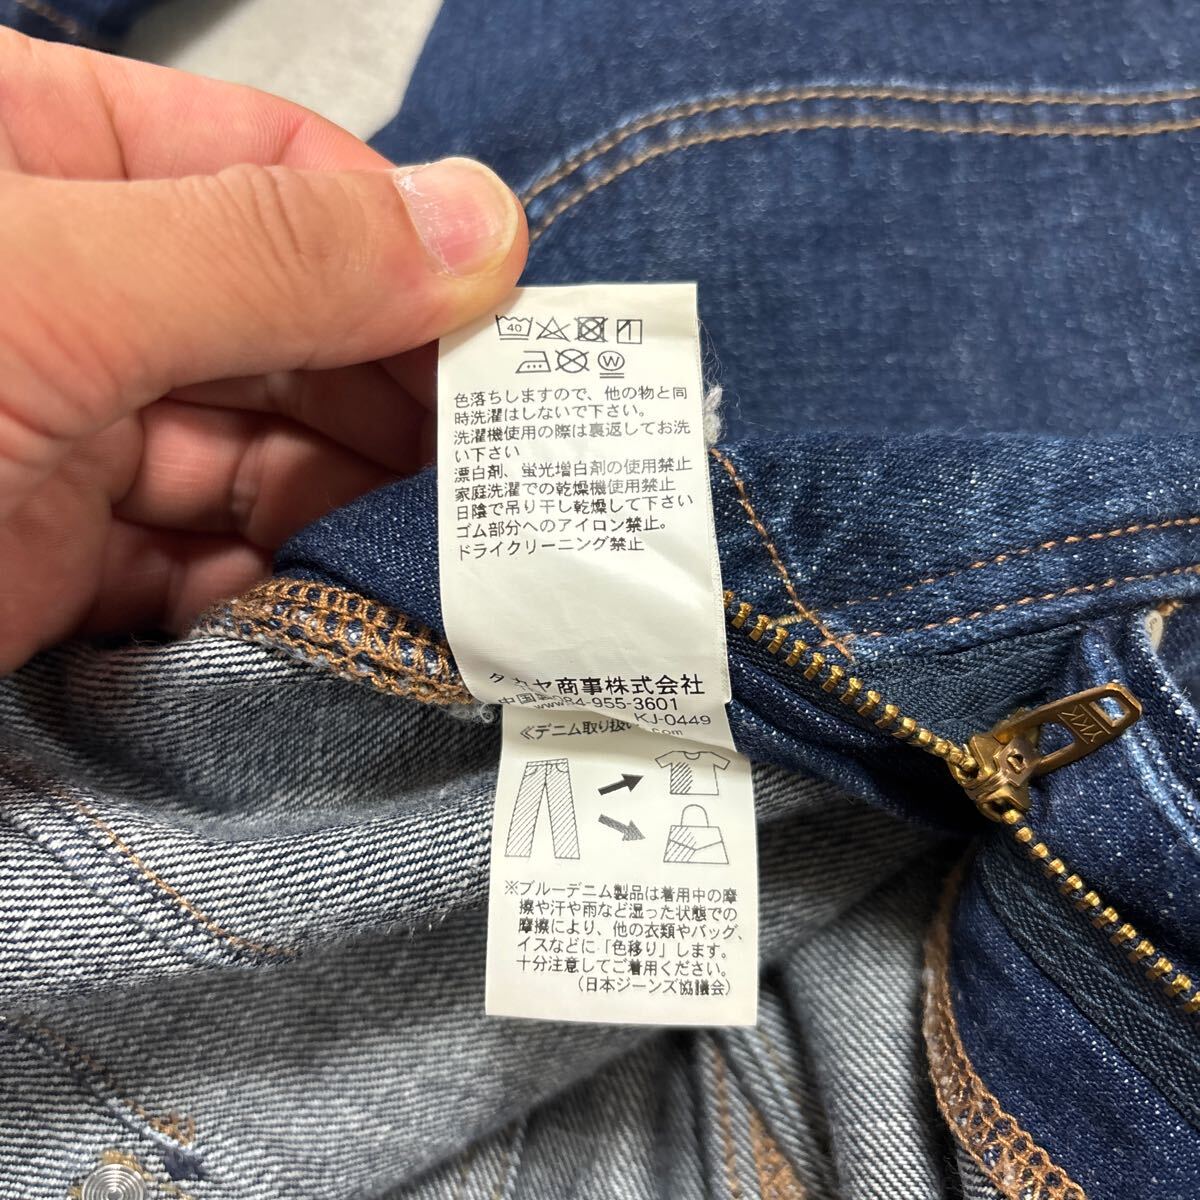 40
W
色落ちしますので、他の物と同
時洗濯はしないで下さい。
洗濯機使用の際は裏返してお洗
い下さい
漂白剤、蛍光増白剤の使用禁止
家庭洗濯での乾燥機使用禁止
日陰で吊り干し乾燥して下さい
ゴム部分へのアイロン禁止。
ドライクリーニング禁止
タカヤ商事株式会社
中国 084-955-3601
www. KJ-0449
《デニム取り扱い .com
※ブルーデニム製品は着用中の摩
擦や汗や雨など湿った状態での
摩擦により、他の衣類やバッグ、
イスなどに「色移り」します。
十分注意してご着用ください。
（日本ジーンズ協議会）
YKK